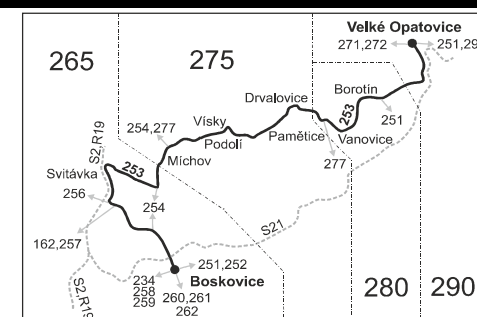 Velké Opatovice
271,272
251,29
265
275
Borotín
Drvalovice
253
251
254,277
Vísky
Podolí
Pamětice
Vanovice
277
S2,R19
Míchov
Svitávka
253
256
254
S21
162,257
251,252
Boskovice
234
258
259
260,261
262
280
290
S2,R19